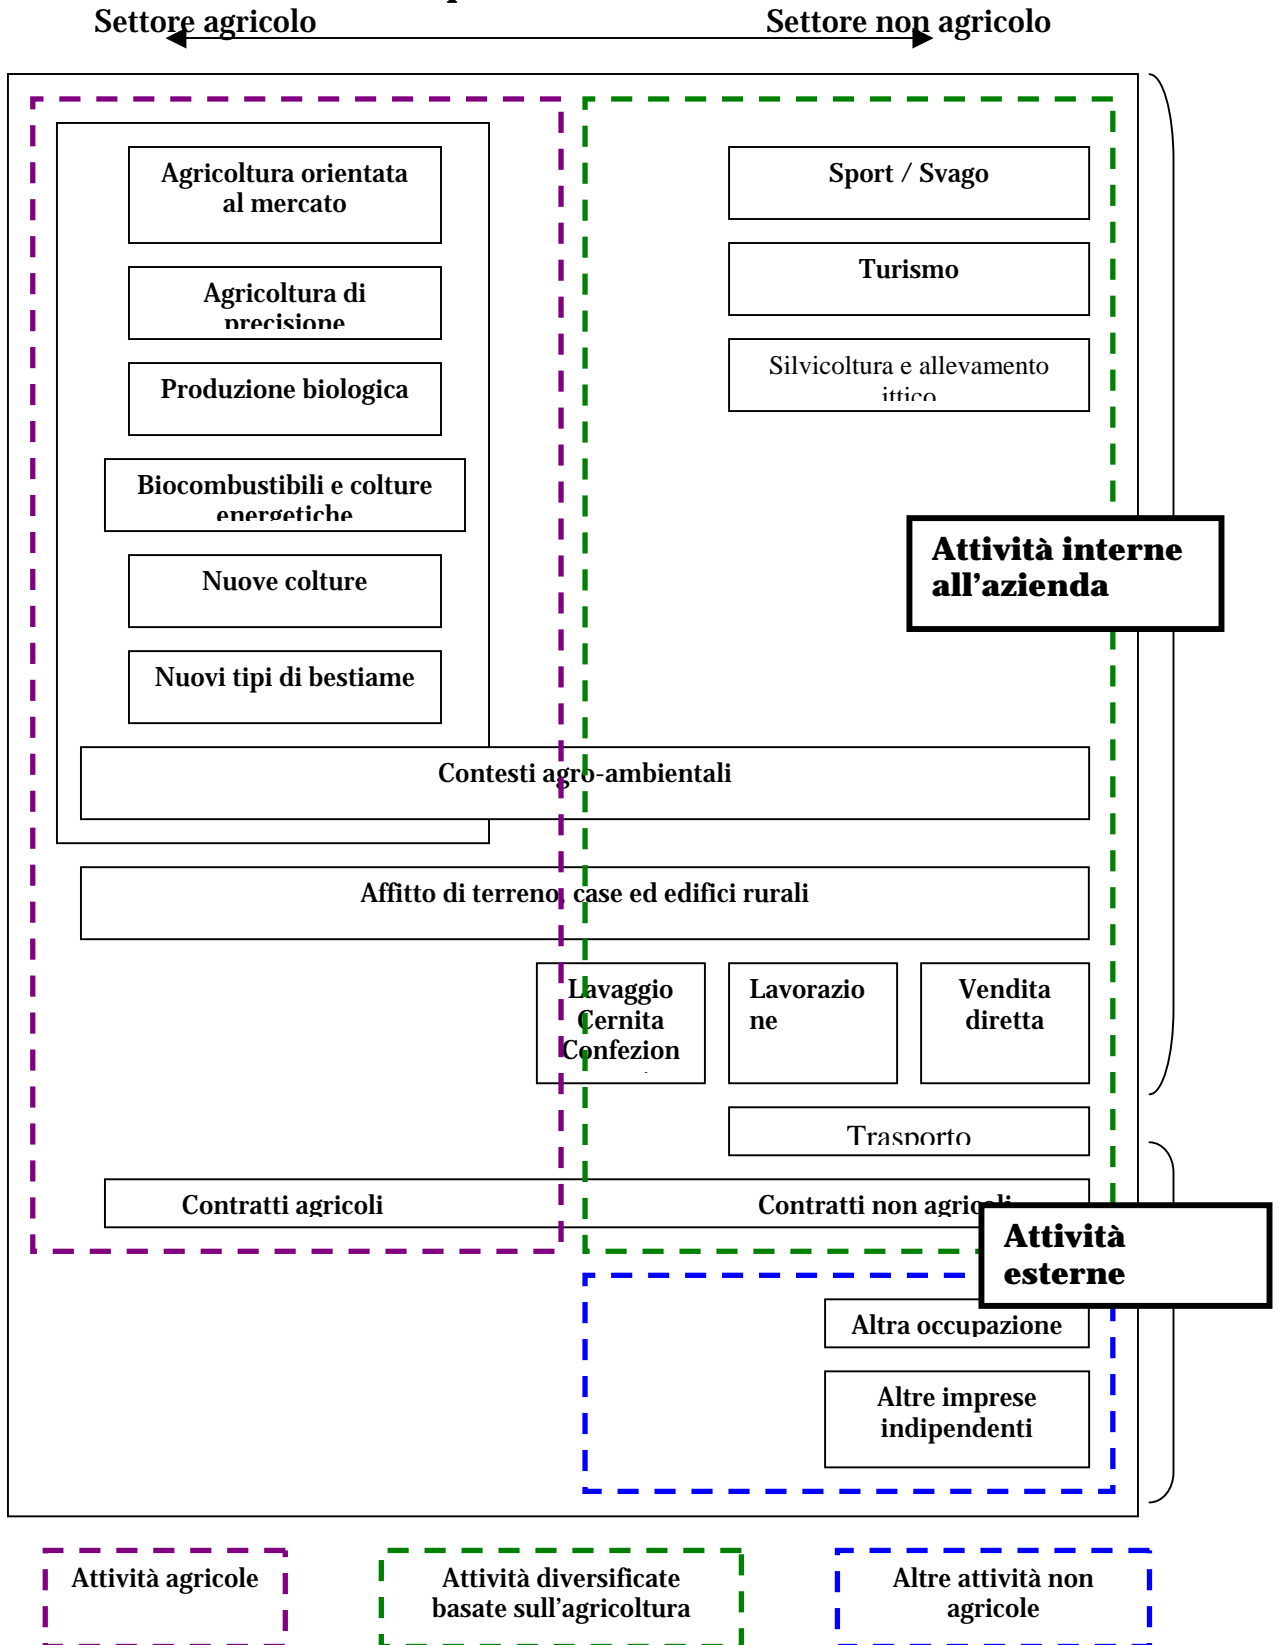 Settore agricolo
Settore non agricolo
Agricoltura orientata
al mercato
Sport / Svago
Agricoltura di
precisione
Turismo
Produzione biologica
Silvicoltura e allevamento
ittico
Biocombustibili e colture
energetiche
Attività interne
all'azienda
Nuove colture
Nuovi tipi di bestiame
Contesti agro-ambientali
Affitto di terreno, case ed edifici rurali
Lavaggio
Cernita
Confezion
Lavorazio
ne
Vendita
diretta
Trasporto
Contratti agricoli
Contratti non agricoli
Attività
esterne
Altra occupazione
Altre imprese
indipendenti
Attività agricole
Attività diversificate
basate sull'agricoltura
Altre attività non
agricole